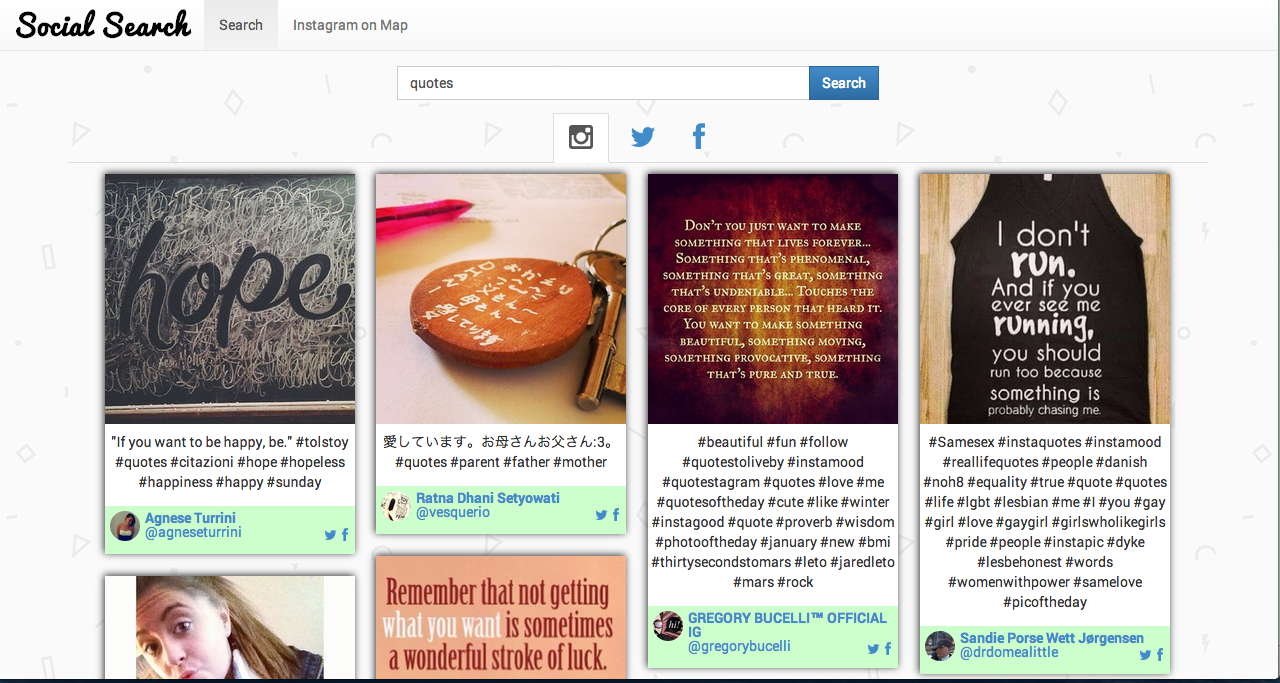 Social Search
Search
Instagram on Map
quotes
Search
hope
"If you want to be happy, be." #tolstoy
#quotes #citazioni #hope #hopeless
#happiness #happy #sunday
Agnese Turrini
@agneseturrini
愛しています。お母さんお父さん:3。
#quotes #parent #father #mother
Ratna Dhani Setyowati
@vesquerio
Remember that not getting
what you want is sometimes
a wonderful stroke of luck.
Don't you just want to make
something that lives forever...
Something that's phenomenal,
something that's great, something
that's undeniable... Touches the
core of every person that heard it.
You want to make something
beautiful, something moving,
something provocative, something
that's pure and true.
#beautiful #fun #follow
#quotestoliveby #instamood
#quotestagram #quotes #love #me
#quotesoftheday #cute #like #winter
#instagood #quote #proverb #wisdom
#photooftheday #january #new #bmi
#thirtysecondstomars #leto #jaredleto
#mars #rock
hi!
GREGORY BUCELLI™ OFFICIAL
IG
@gregorybucelli
I don't
run.
And if you
ever see me
running,
you should
run too because
something is
probably chasing me.
#Samesex #instaquotes #instamood
#reallifequotes #people #danish
#noh8 #equality #true #quote #quotes
#life #lgbt #lesbian #me #I #you #gay
#girl #love #gaygirl #girlswholikegirls
#pride #people #instapic #dyke
#lesbehonest #words
#womenwithpower #samelove
#picoftheday
Sandie Porse Wett Jørgensen
@drdomealittle